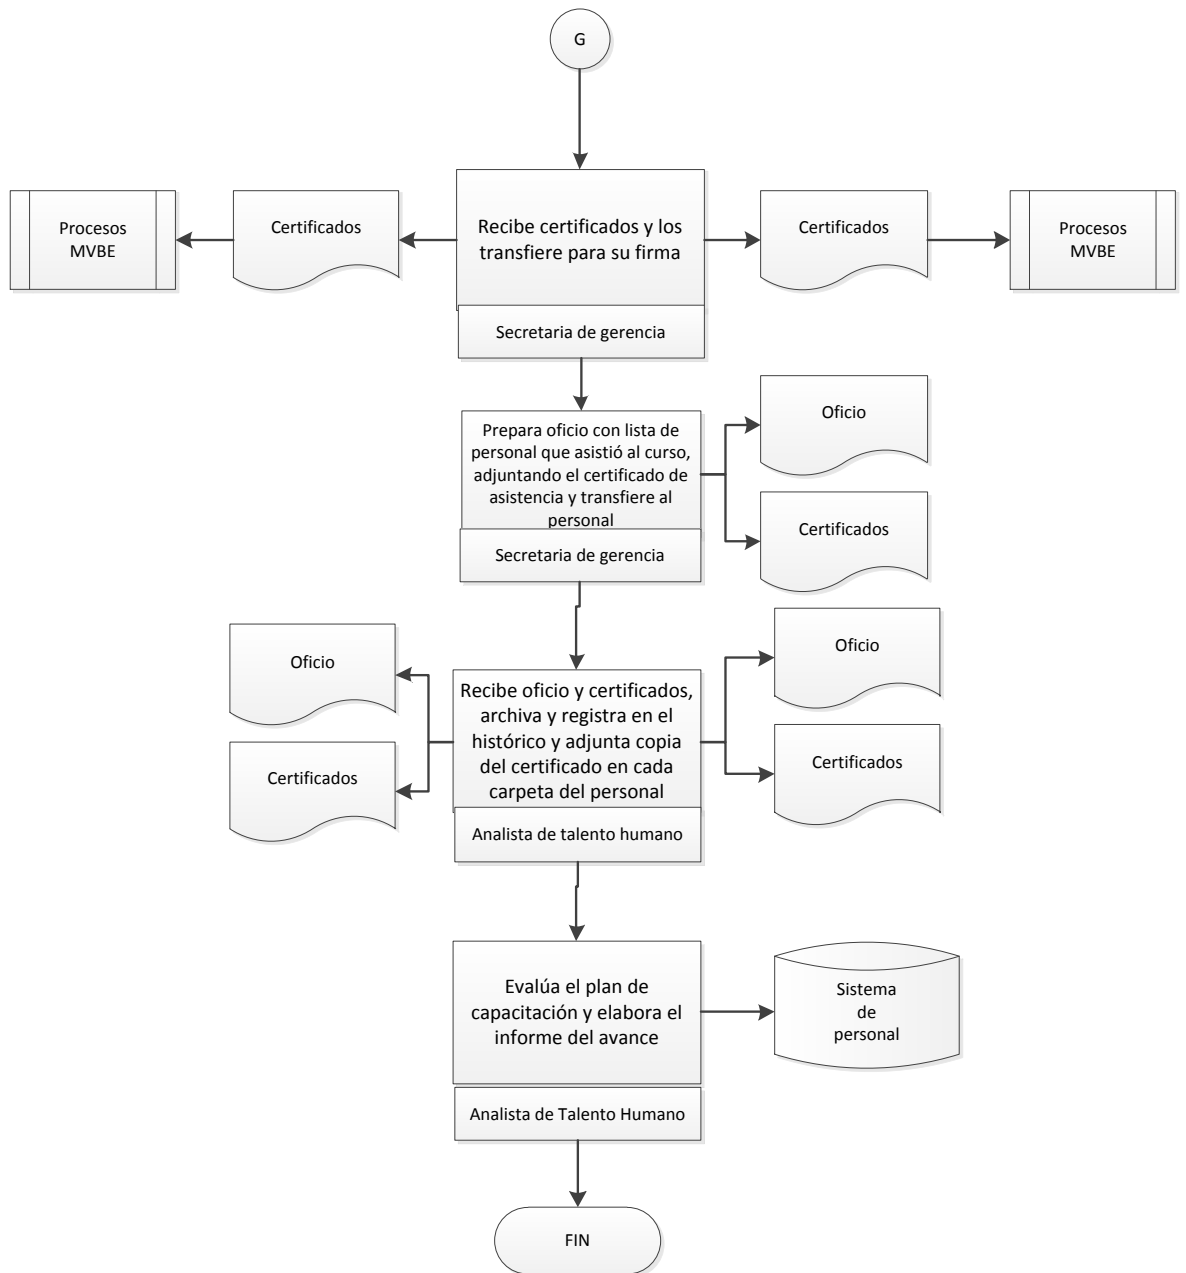 G
Procesos
MVBE
Certificados
Recibe certificados y los
transfiere para su firma
Certificados
Procesos
MVBE
Secretaria de gerencia
Prepara oficio con lista de
personal que asistió al curso,
adjuntando el certificado de
asistencia y transfiere al
personal
Oficio
Certificados
Secretaria de gerencia
Oficio
Certificados
Recibe oficio y certificados,
archiva y registra en el
histórico y adjunta copia
del certificado en cada
carpeta del personal
Oficio
Certificados
Analista de talento humano
Evalúa el plan de
capacitación y elabora el
informe del avance
Sistema
de
personal
Analista de Talento Humano
FIN